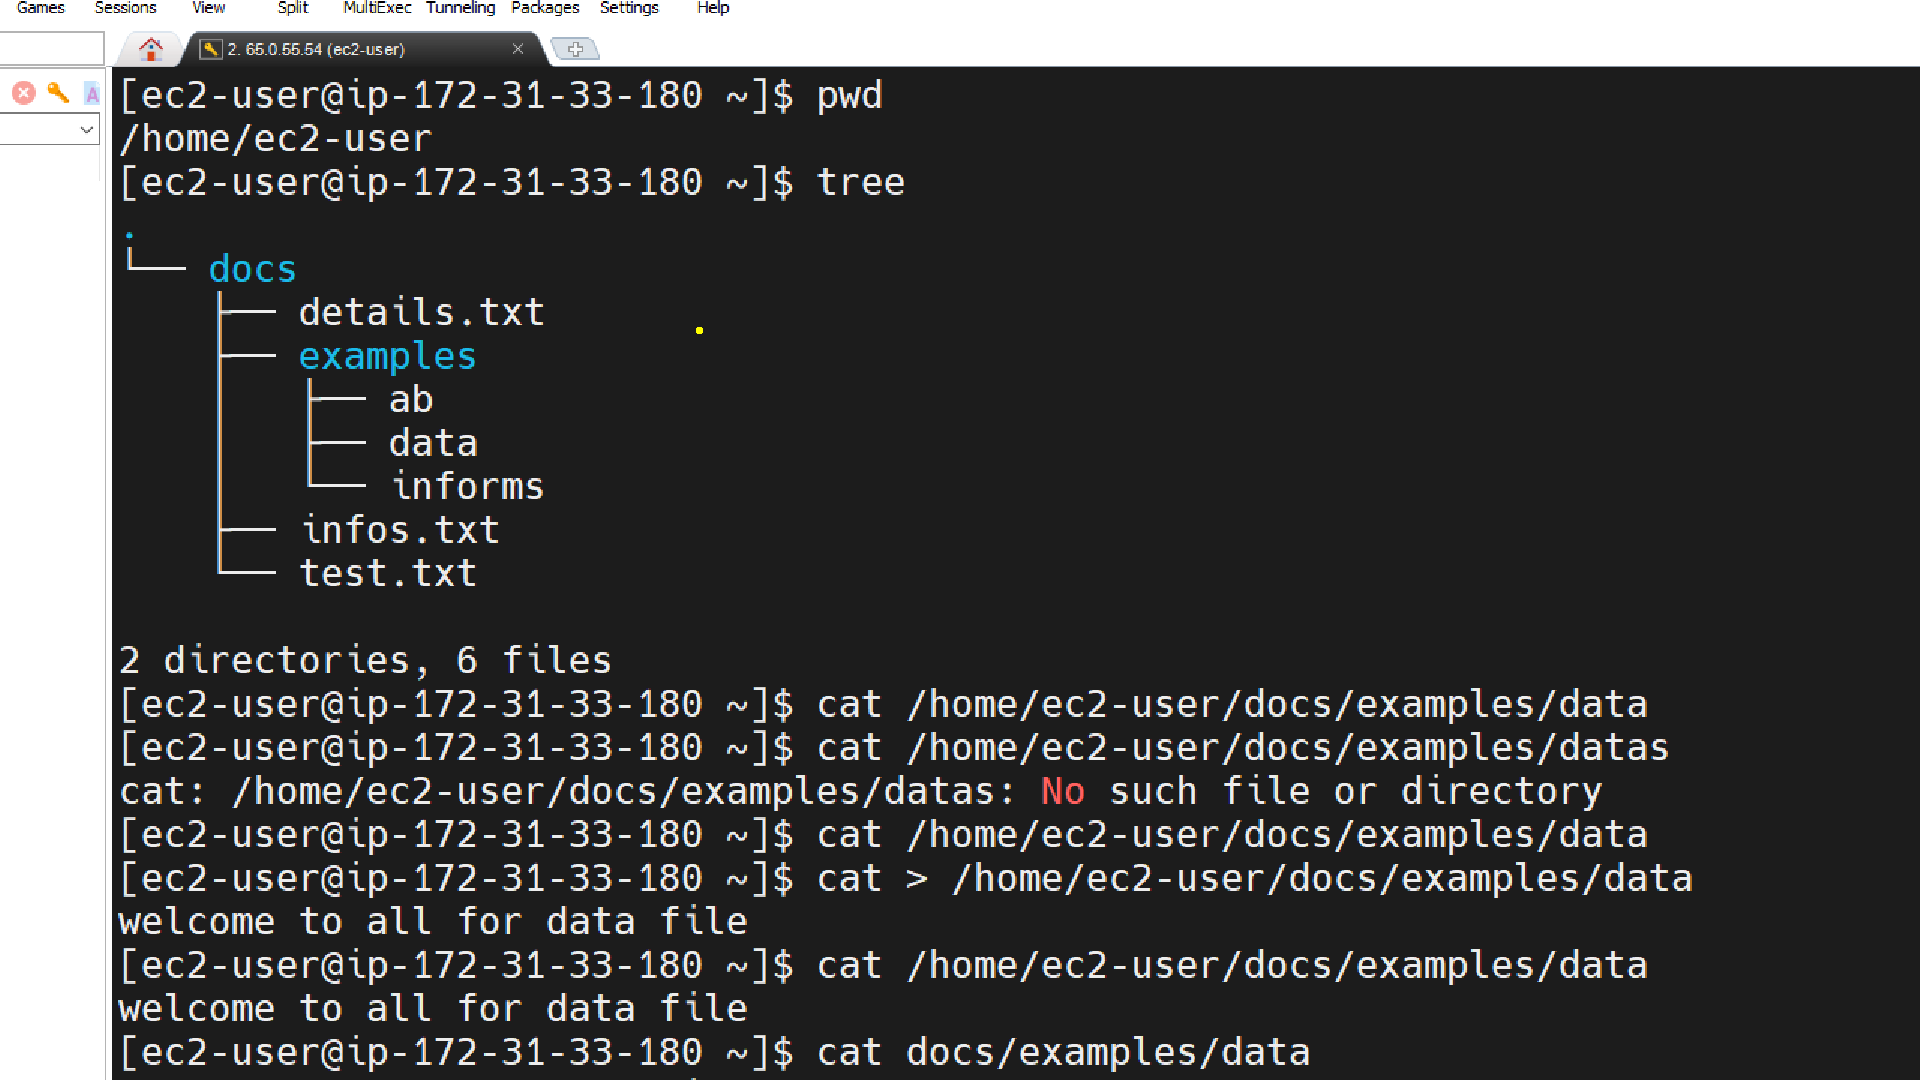 Games Sessions View Split MultiExec Tunneling Packages Settings Help
2. 65.0.55.54 (ec2-user)
A
[ec2-user@ip-172-31-33-180 ~]$ pwd
/home/ec2-user
[ec2-user@ip-172-31-33-180 ~]$ tree
.
└── docs
    ├── details.txt
    ├── examples
    │   ├── ab
    │   ├── data
    │   └── informs
    ├── infos.txt
    └── test.txt
2 directories, 6 files
[ec2-user@ip-172-31-33-180 ~]$ cat /home/ec2-user/docs/examples/data
[ec2-user@ip-172-31-33-180 ~]$ cat /home/ec2-user/docs/examples/datas
cat: /home/ec2-user/docs/examples/datas: No such file or directory
[ec2-user@ip-172-31-33-180 ~]$ cat /home/ec2-user/docs/examples/data
[ec2-user@ip-172-31-33-180 ~]$ cat > /home/ec2-user/docs/examples/data
welcome to all for data file
[ec2-user@ip-172-31-33-180 ~]$ cat /home/ec2-user/docs/examples/data
welcome to all for data file
[ec2-user@ip-172-31-33-180 ~]$ cat docs/examples/data